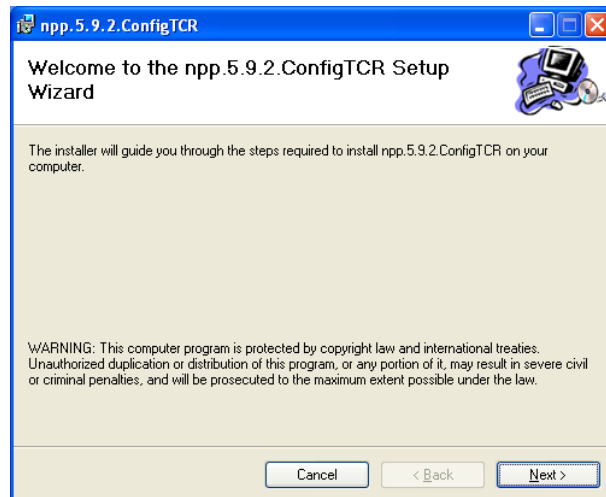 npp.5.9.2.ConfigTCR
Welcome to the npp.5.9.2.ConfigTCR Setup
Wizard
The installer will guide you through the steps required to install npp.5.9.2.ConfigTCR on your
computer.
WARNING: This computer program is protected by copyright law and international treaties.
Unauthorized duplication or distribution of this program, or any portion of it, may result in severe civil
or criminal penalties, and will be prosecuted to the maximum extent possible under the law.
Cancel
< Back
Next >